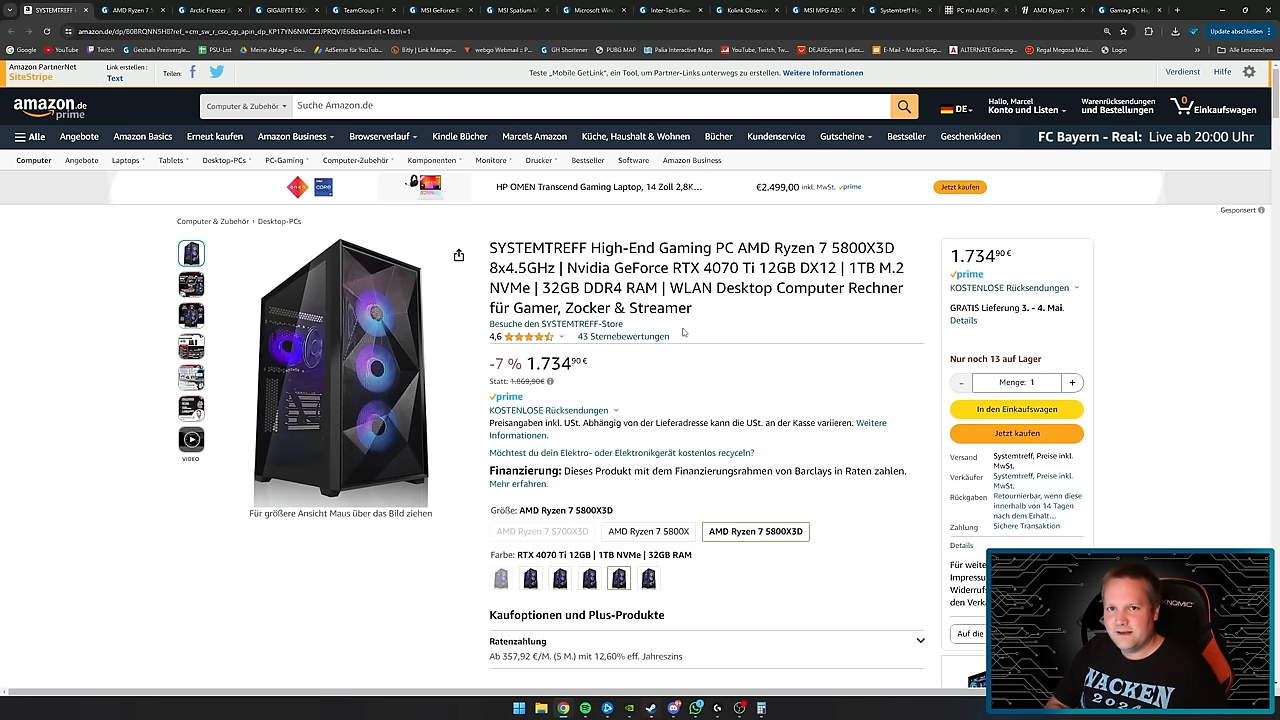 SYSTEMTREFF H
AMD Ryzen 7 5
Arctic Freezer 3
GIGABYTE B55
TeamGroup T-F
MSI GeForce R
MSI Spatium M
Microsoft Win
Inter-Tech Pow
Kolink Observa
MSI MPG A85
Systemtreff Hig
PC mit AMD Ry
AMD Ryzen 7 5
Gaming PC Hig
amazon.de/dp/B0BRQNN5H8?ref_=cm_sw_r_cso_cp_apin_dp_KP17YN6NMCZ3JPRQVJE6&starsLeft=1&th=1
Update abschließen
Google
YouTube
Twitch
Geizhals Preisvergle...
PSU-List
Meine Ablage – Go...
AdSense für YouTu...
Bitly | Link Manage...
webgo Webmail :: P...
GH Shortener
PUBG MAP
Palia Interactive Maps
YouTube, Twitch, Tw...
DEALExpress | aliex...
E-Mail – Marcel Siep...
ALTERNATE Gaming...
Regal Magosa Maxi...
Login
Alle Lesezeichen
Amazon PartnerNet
SiteStripe
Link erstellen :
Text
Teilen:
Teste „Mobile GetLink“, ein Tool, um Partner-Links unterwegs zu erstellen. Weitere Informationen
Verdienst
Hilfe
amazon.de
prime
Computer & Zubehör
Suche Amazon.de
DE
Hallo, Marcel
Konto und Listen
Warenrücksendungen
und Bestellungen
0
Einkaufswagen
Alle
Angebote
Amazon Basics
Erneut kaufen
Amazon Business
Browserverlauf
Kindle Bücher
Marcels Amazon
Küche, Haushalt & Wohnen
Bücher
Kundenservice
Gutscheine
Bestseller
Geschenkideen
FC Bayern - Real: Live ab 20:00 Uhr
Computer
Angebote
Laptops
Tablets
Desktop-PCs
PC-Gaming
Computer-Zubehör
Komponenten
Monitore
Drucker
Bestseller
Software
Amazon Business
OMEN
CORE
HP OMEN Transcend Gaming Laptop, 14 Zoll 2,8K...
€2.499,00 inkl. MwSt. prime
Jetzt kaufen
Gesponsert
Computer & Zubehör › Desktop-PCs
VIDEO
Für größere Ansicht Maus über das Bild ziehen
SYSTEMTREFF High-End Gaming PC AMD Ryzen 7 5800X3D
8x4.5GHz | Nvidia GeForce RTX 4070 Ti 12GB DX12 | 1TB M.2
NVMe | 32GB DDR4 RAM | WLAN Desktop Computer Rechner
für Gamer, Zocker & Streamer
Besuche den SYSTEMTREFF-Store
4,6
43 Sternebewertungen
-7 % 1.734 90 €
Statt: 1.869,90€
prime
KOSTENLOSE Rücksendungen
Preisangaben inkl. USt. Abhängig von der Lieferadresse kann die USt. an der Kasse variieren. Weitere
Informationen.
Möchtest du dein Elektro- oder Elektronikgerät kostenlos recyceln?
Finanzierung: Dieses Produkt mit dem Finanzierungsrahmen von Barclays in Raten zahlen.
Mehr erfahren.
Größe: AMD Ryzen 7 5800X3D
AMD Ryzen 7 5700X3D
AMD Ryzen 7 5800X
AMD Ryzen 7 5800X3D
Farbe: RTX 4070 Ti 12GB | 1TB NVMe | 32GB RAM
Kaufoptionen und Plus-Produkte
Ratenzahlung
Ab 357,92 €/M. (5 M.) mit 12,60% eff. Jahreszins
1.734 90 €
prime
KOSTENLOSE Rücksendungen
GRATIS Lieferung 3. - 4. Mai.
Details
Nur noch 13 auf Lager
- Menge: 1 +
In den Einkaufswagen
Jetzt kaufen
Versand Systemtreff, Preise inkl.
MwSt.
Verkäufer Systemtreff, Preise inkl.
MwSt.
Rückgaben Retournierbar, wenn diese
innerhalb von 14 Tagen
nach dem Erhalt...
Zahlung Sichere Transaktion
Details
Für weite
Impressu
Widerruf
den Verk
Auf die
NACKEN